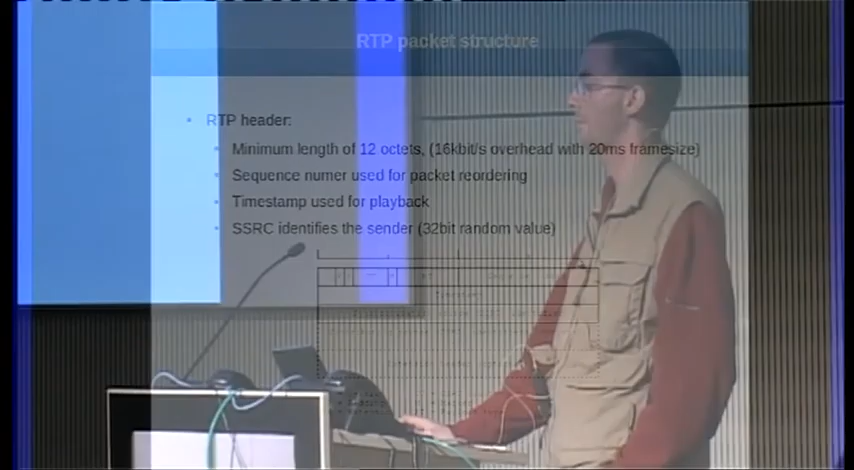 RTP packet structure
RTP header:
Minimum length of 12 octets, (16kbit/s overhead with 20ms framesize)
Sequence numer used for packet reordering
Timestamp used for playback
SSRC identifies the sender (32bit random value)